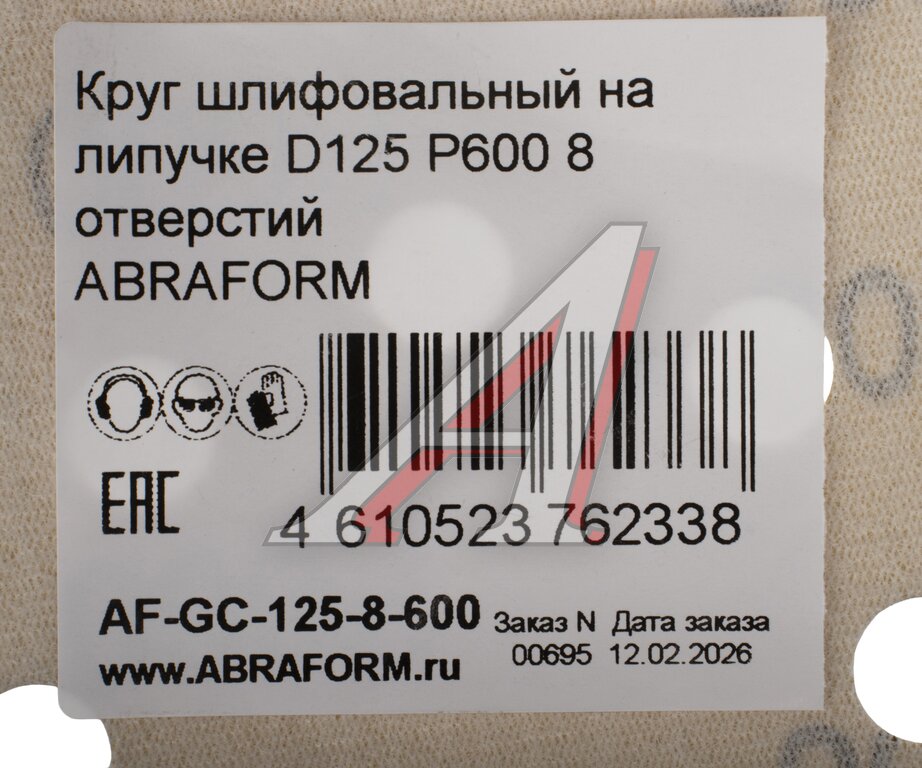 Круг шлифовальный на
липучке D125 P600 8
отверстий
ABRAFORM
EAC
4 610523 762338
AF-GC-125-8-600
www.ABRAFORM.ru
Заказ N Дата заказа
00695 12.02.2026